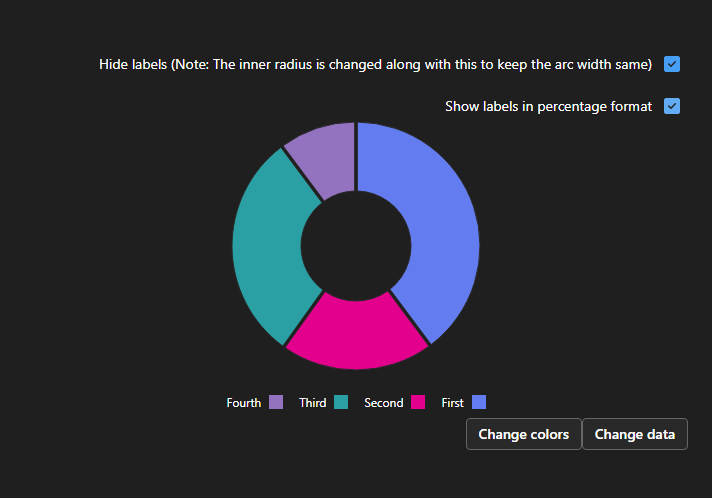 Hide labels (Note: The inner radius is changed along with this to keep the arc width same)
Show labels in percentage format
Fourth Third Second First
Change colors Change data